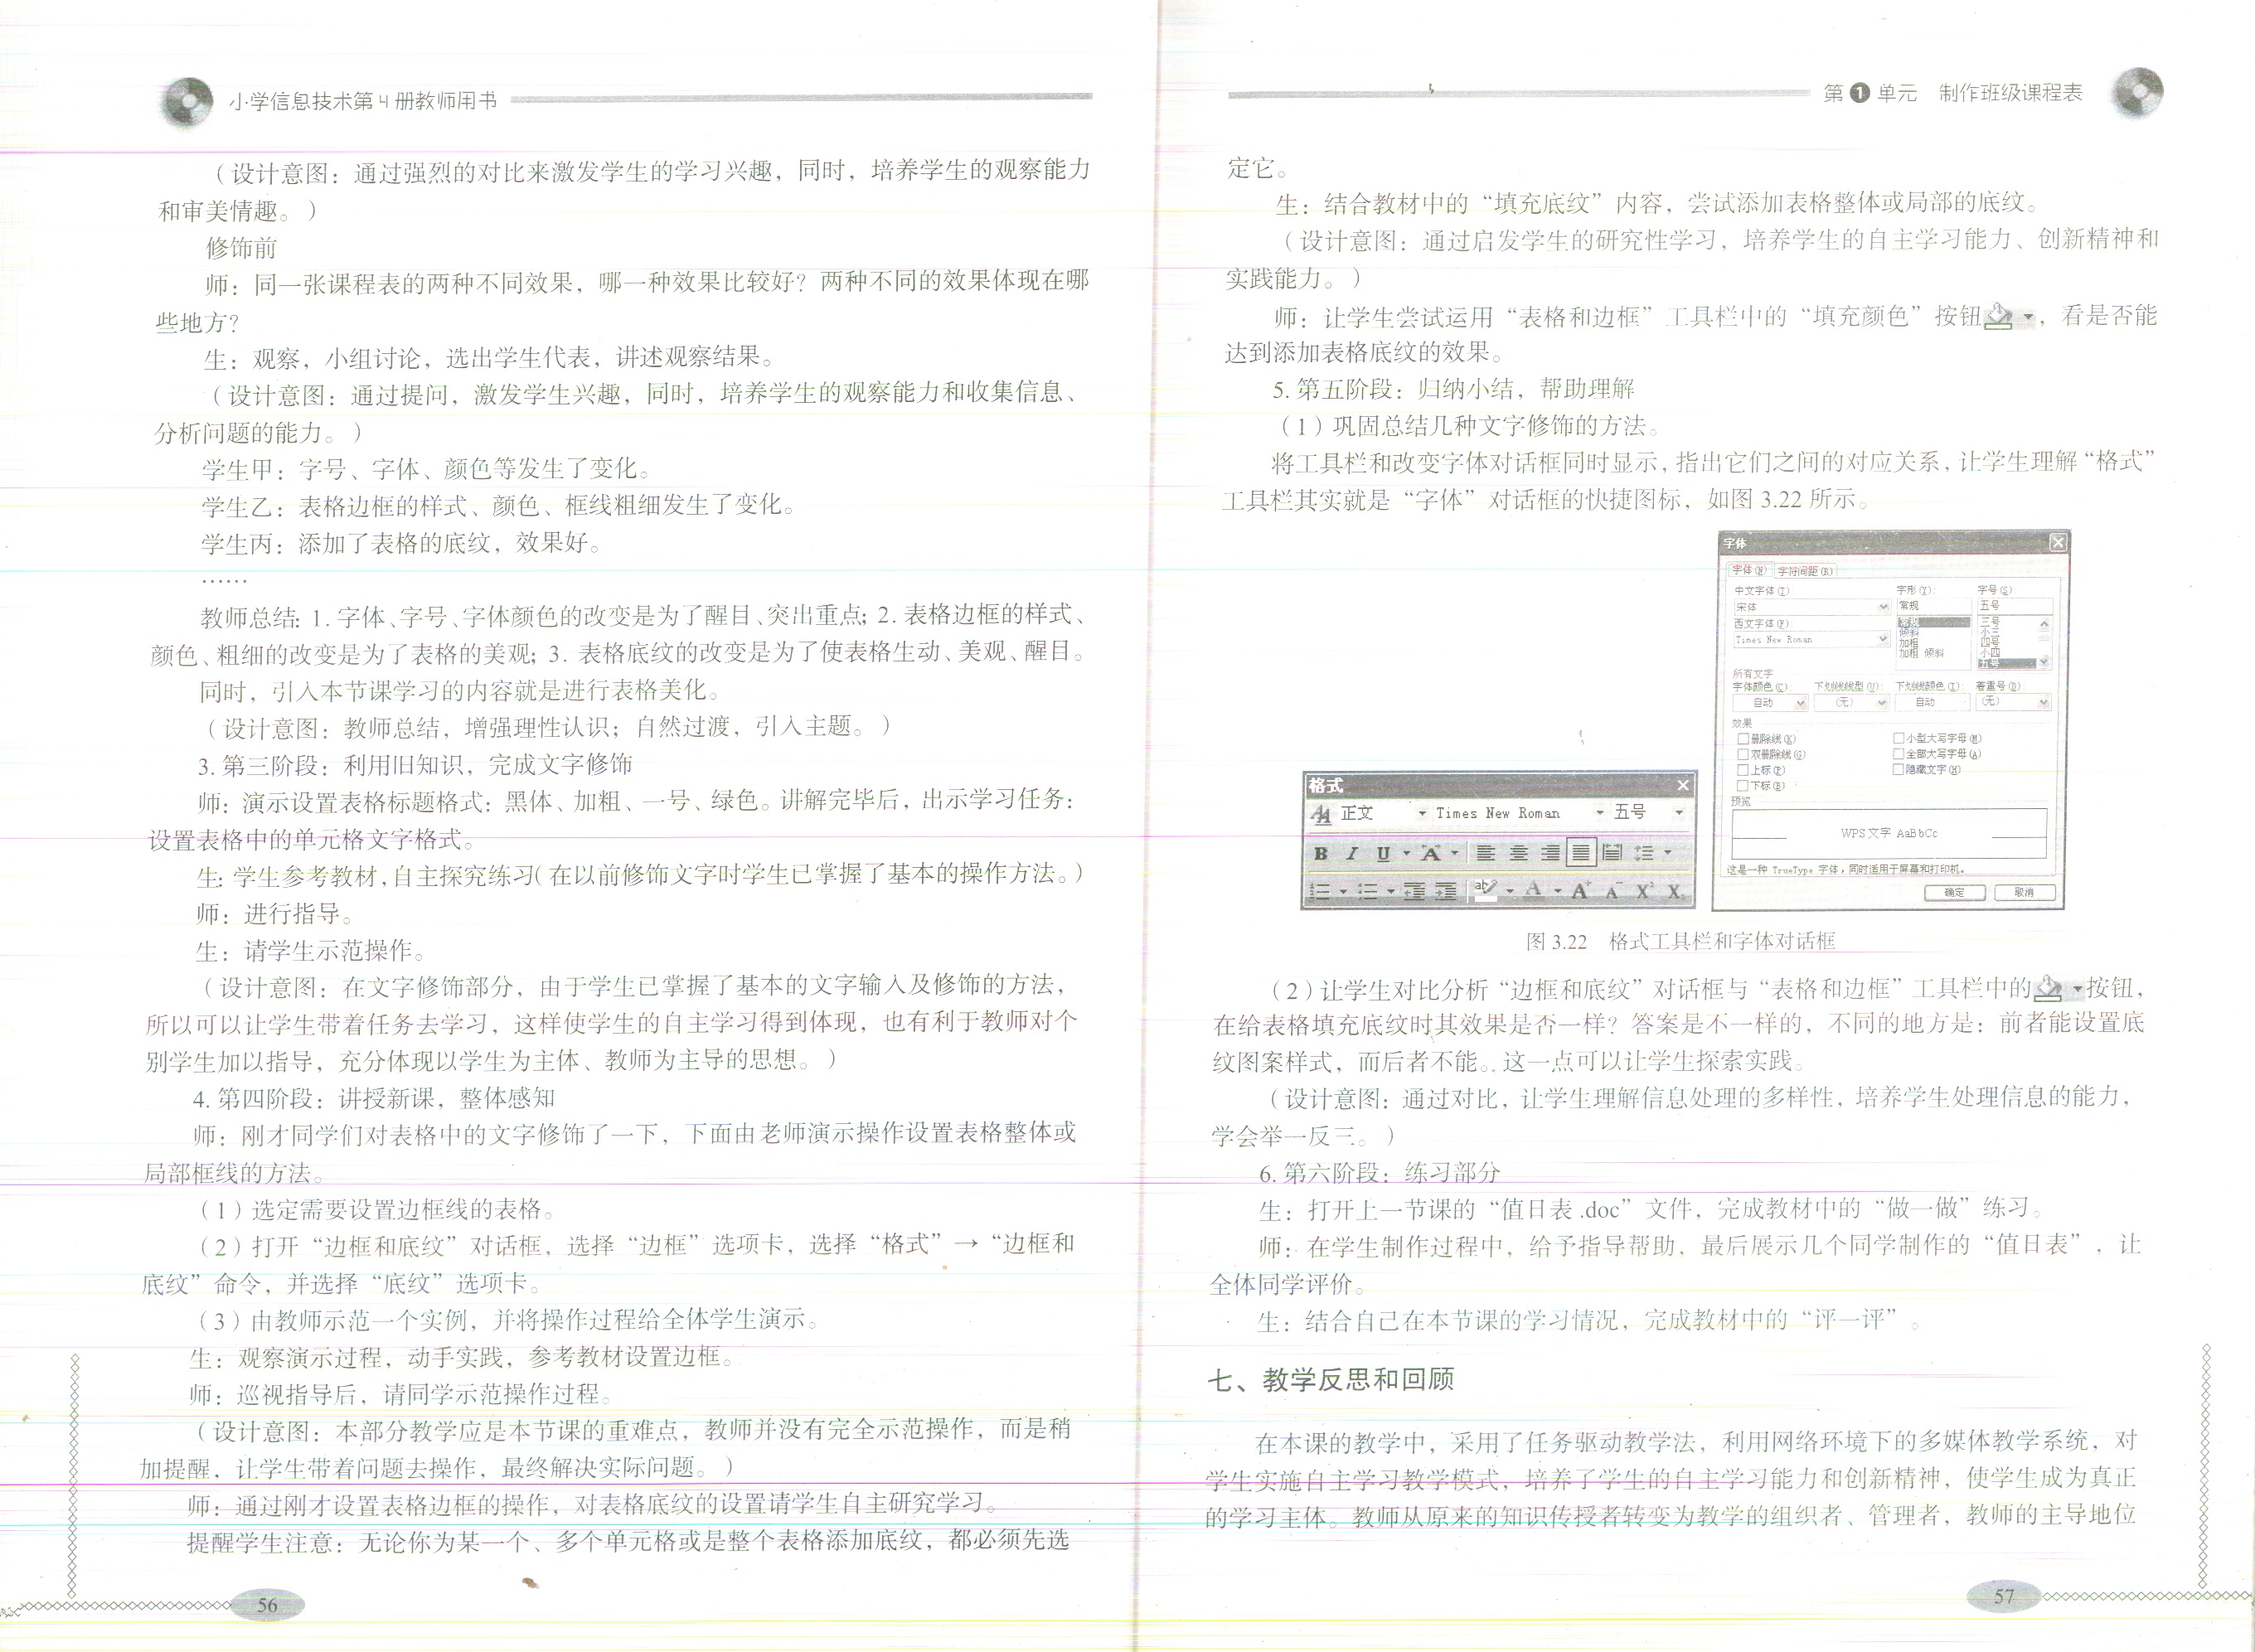 小学信息技术第4册教师用书
（设计意图：通过强烈的对比来激发学生的学习兴趣，同时，培养学生的观察能力
和审美情趣。）
修饰前
师：同一张课程表的两种不同效果，哪一种效果比较好？两种不同的效果体现在哪
些地方？
生：观察，小组讨论，选出学生代表，讲述观察结果。
（设计意图：通过提问，激发学生兴趣，同时，培养学生的观察能力和收集信息、
分析问题的能力。）
学生甲：字号、字体、颜色等发生了变化。
学生乙：表格边框的样式、颜色、框线粗细发生了变化。
学生丙：添加了表格的底纹，效果好。
……
教师总结：1. 字体、字号、字体颜色的改变是为了醒目、突出重点；2. 表格边框的样式、
颜色、粗细的改变是为了表格的美观；3. 表格底纹的改变是为了使表格生动、美观、醒目。
同时，引入本节课学习的内容就是进行表格美化。
（设计意图：教师总结，增强理性认识；自然过渡，引入主题。）
3. 第三阶段：利用旧知识，完成文字修饰
师：演示设置表格标题格式：黑体、加粗、一号、绿色。讲解完毕后，出示学习任务：
设置表格中的单元格文字格式。
生：学生参考教材，自主探究练习（在以前修饰文字时学生已掌握了基本的操作方法。）
师：进行指导。
生：请学生示范操作。
（设计意图：在文字修饰部分，由于学生已掌握了基本的文字输入及修饰的方法，
所以可以让学生带着任务去学习，这样使学生的自主学习得到体现，也有利于教师对个
别学生加以指导，充分体现以学生为主体、教师为主导的思想。）
4. 第四阶段：讲授新课，整体感知
师：刚才同学们对表格中的文字修饰了一下，下面由老师演示操作设置表格整体或
局部框线的方法。
（1）选定需要设置边框线的表格。
（2）打开“边框和底纹”对话框，选择“边框”选项卡，选择“格式”→“边框和
底纹”命令，并选择“底纹”选项卡。
（3）由教师示范一个实例，并将操作过程给全体学生演示。
生：观察演示过程，动手实践，参考教材设置边框。
师：巡视指导后，请同学示范操作过程。
（设计意图：本部分教学应是本节课的重难点，教师并没有完全示范操作，而是稍
加提醒，让学生带着问题去操作，最终解决实际问题。）
师：通过刚才设置表格边框的操作，对表格底纹的设置请学生自主研究学习。
提醒学生注意：无论你为某一个、多个单元格或是整个表格添加底纹，都必须先选
56
第1单元 制作班级课程表
定它。
生：结合教材中的“填充底纹”内容，尝试添加表格整体或局部的底纹。
（设计意图：通过启发学生的研究性学习，培养学生的自主学习能力、创新精神和
实践能力。）
师：让学生尝试运用“表格和边框”工具栏中的“填充颜色”按钮，看是否能
达到添加表格底纹的效果。
5. 第五阶段：归纳小结，帮助理解
（1）巩固总结几种文字修饰的方法。
将工具栏和改变字体对话框同时显示，指出它们之间的对应关系，让学生理解“格式”
工具栏其实就是“字体”对话框的快捷图标，如图 3.22 所示。
格式
正文 Times New Roman 五号
B I U A
A A A X² X₂
字体
字体(N) 字符间距(R)
中文字体(T): 字形(Y): 字号(S):
宋体 常规 五号
西文字体(F): 常规 三号
Times New Roman 倾斜 小三
加粗 四号
加粗 倾斜 小四
五号
所有文字
字体颜色(C): 下划线线型(U): 下划线颜色(I): 着重号(D):
自动 (无) 自动 (无)
效果
删除线(K) 小型大写字母(M)
双删除线(G) 全部大写字母(A)
上标(P) 隐藏文字(H)
下标(B)
预览
WPS文字 AaBbCc
这是一种 TrueType 字体，同时适用于屏幕和打印机。
确定 取消
图 3.22 格式工具栏和字体对话框
（2）让学生对比分析“边框和底纹”对话框与“表格和边框”工具栏中的按钮，
在给表格填充底纹时其效果是否一样？答案是不一样的，不同的地方是：前者能设置底
纹图案样式，而后者不能。这一点可以让学生探索实践。
（设计意图：通过对比，让学生理解信息处理的多样性，培养学生处理信息的能力，
学会举一反三。）
6. 第六阶段：练习部分
生：打开上一节课的“值日表.doc”文件，完成教材中的“做一做”练习。
师：在学生制作过程中，给予指导帮助，最后展示几个同学制作的“值日表”，让
全体同学评价。
生：结合自己在本节课的学习情况，完成教材中的“评一评”。
七、教学反思和回顾
在本课的教学中，采用了任务驱动教学法，利用网络环境下的多媒体教学系统，对
学生实施自主学习教学模式，培养了学生的自主学习能力和创新精神，使学生成为真正
的学习主体。教师从原来的知识传授者转变为教学的组织者、管理者，教师的主导地位
57